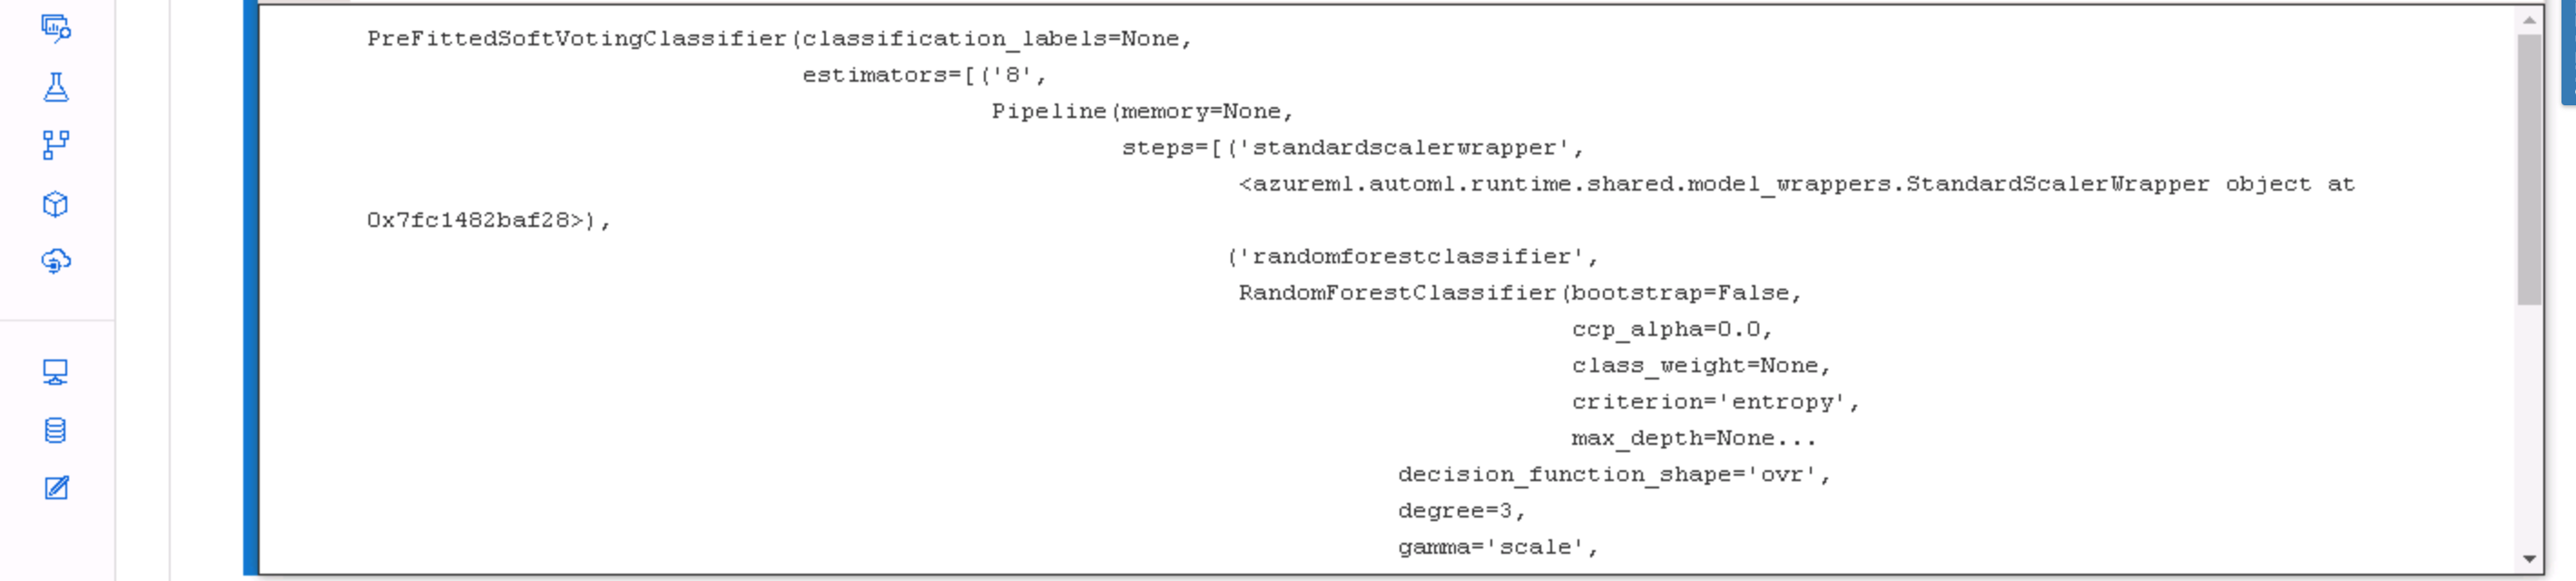 PreFittedSoftVotingClassifier(classification_labels=None,
estimators=[('8',
Pipeline(memory=None,
steps=[('standardscalerwrapper',
<azureml.automl.runtime.shared.model_wrappers.StandardScalerWrapper object at
0x7fc1482baf28>),
('randomforestclassifier',
RandomForestClassifier(bootstrap=False,
ccp_alpha=0.0,
class_weight=None,
criterion='entropy',
max_depth=None...
decision_function_shape='ovr',
degree=3,
gamma='scale',